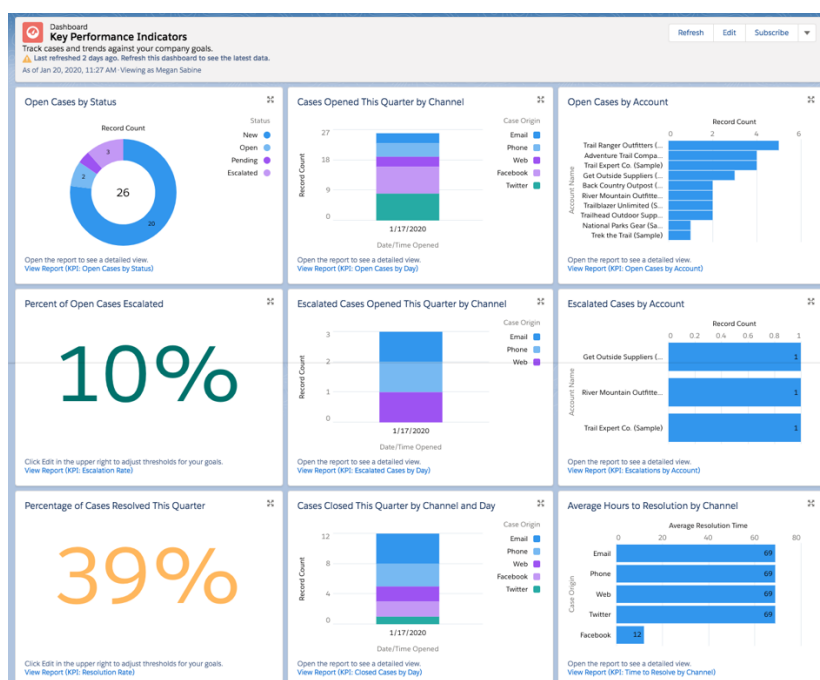 Dashboard
Key Performance Indicators
Track cases and trends against your company goals.
Last refreshed 2 days ago. Refresh this dashboard to see the latest data.
As of Jan 20, 2020, 11:27 AM·Viewing as Megan Sabine
Refresh
Edit
Subscribe
Open Cases by Status
Record Count
Status
New
Open
Pending
Escalated
3
2
26
20
Open the report to see a detailed view.
View Report (KPI: Open Cases by Status)
Cases Opened This Quarter by Channel
Case Origin
Email
Phone
Web
Facebook
Twitter
Record Count
27
18
9
0
1/17/2020
Date/Time Opened
Open the report to see a detailed view.
View Report (KPI: Open Cases by Day)
Open Cases by Account
Record Count
0 2 4 6
Account Name
Trail Ranger Outfitters (...
Adventure Trail Compa...
Trail Expert Co. (Sample)
Get Outside Suppliers (...
Back Country Outpost (...
River Mountain Outfitte...
Trailblazer Unlimited (S...
Trailhead Outdoor Supp...
National Parks Gear (Sa...
Trek the Trail (Sample)
Open the report to see a detailed view.
View Report (KPI: Open Cases by Account)
Percent of Open Cases Escalated
10%
Click Edit in the upper right to adjust thresholds for your goals.
View Report (KPI: Escalation Rate)
Escalated Cases Opened This Quarter by Channel
Case Origin
Email
Phone
Web
Record Count
3
2
1
0
1/17/2020
Date/Time Opened
Open the report to see a detailed view.
View Report (KPI: Escalated Cases by Day)
Escalated Cases by Account
Record Count
0 0.2 0.4 0.6 0.8 1
Account Name
Get Outside Suppliers (... 1
River Mountain Outfitte... 1
Trail Expert Co. (Sample) 1
Open the report to see a detailed view.
View Report (KPI: Escalations by Account)
Percentage of Cases Resolved This Quarter
39%
Click Edit in the upper right to adjust thresholds for your goals.
View Report (KPI: Resolution Rate)
Cases Closed This Quarter by Channel and Day
Case Origin
Email
Phone
Web
Facebook
Twitter
Record Count
12
8
4
0
1/17/2020
Date/Time Opened
Open the report to see a detailed view.
View Report (KPI: Closed Cases by Day)
Average Hours to Resolution by Channel
Average Resolution Time
0 20 40 60 80
Case Origin
Email 69
Phone 69
Web 69
Twitter 69
Facebook 12
Open the report to see a detailed view.
View Report (KPI: Time to Resolve by Channel)